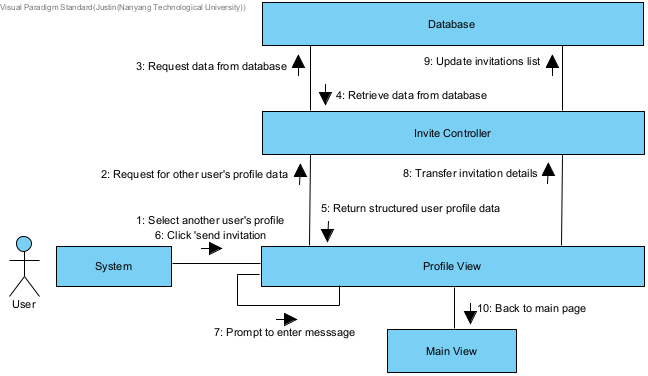 Visual Paradigm Standard(Justin(Nanyang Technological University))
Database
3: Request data from database
9: Update invitations list
4: Retrieve data from database
Invite Controller
2: Request for other user's profile data
8: Transfer invitation details
5: Return structured user profile data
1: Select another user's profile
6: Click 'send invitation
System
Profile View
User
10: Back to main page
7: Prompt to enter messsage
Main View